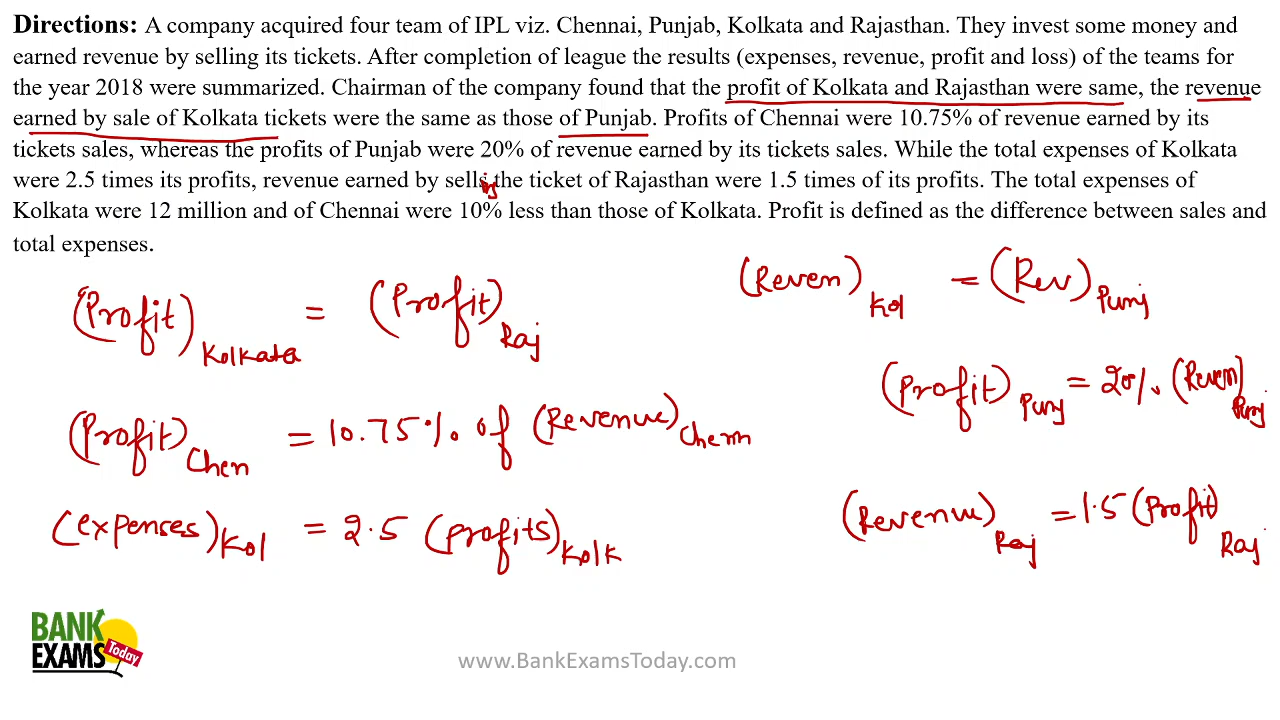 Directions: A company acquired four team of IPL viz. Chennai, Punjab, Kolkata and Rajasthan. They invest some money and
earned revenue by selling its tickets. After completion of league the results (expenses, revenue, profit and loss) of the teams for
the year 2018 were summarized. Chairman of the company found that the profit of Kolkata and Rajasthan were same, the revenue
earned by sale of Kolkata tickets were the same as those of Punjab. Profits of Chennai were 10.75% of revenue earned by its
tickets sales, whereas the profits of Punjab were 20% of revenue earned by its tickets sales. While the total expenses of Kolkata
were 2.5 times its profits, revenue earned by sells the ticket of Rajasthan were 1.5 times of its profits. The total expenses of
ing
Kolkata were 12 million and of Chennai were 10% less than those of Kolkata. Profit is defined as the difference between sales and
total expenses.
(Profit) Kolkata = (Profit) Raj
(Reven) Kol = (Rev) Punj
(Profit) Punj = 20% (Reven) Punj
(Profit) Chen = 10.75% of (Revenue) Chenn
(expenses) Kol = 2.5 (profits) Kolk
(Revenue) Raj = 1.5 (Profit) Raj
BANK
EXAMS Today
www.BankExamsToday.com